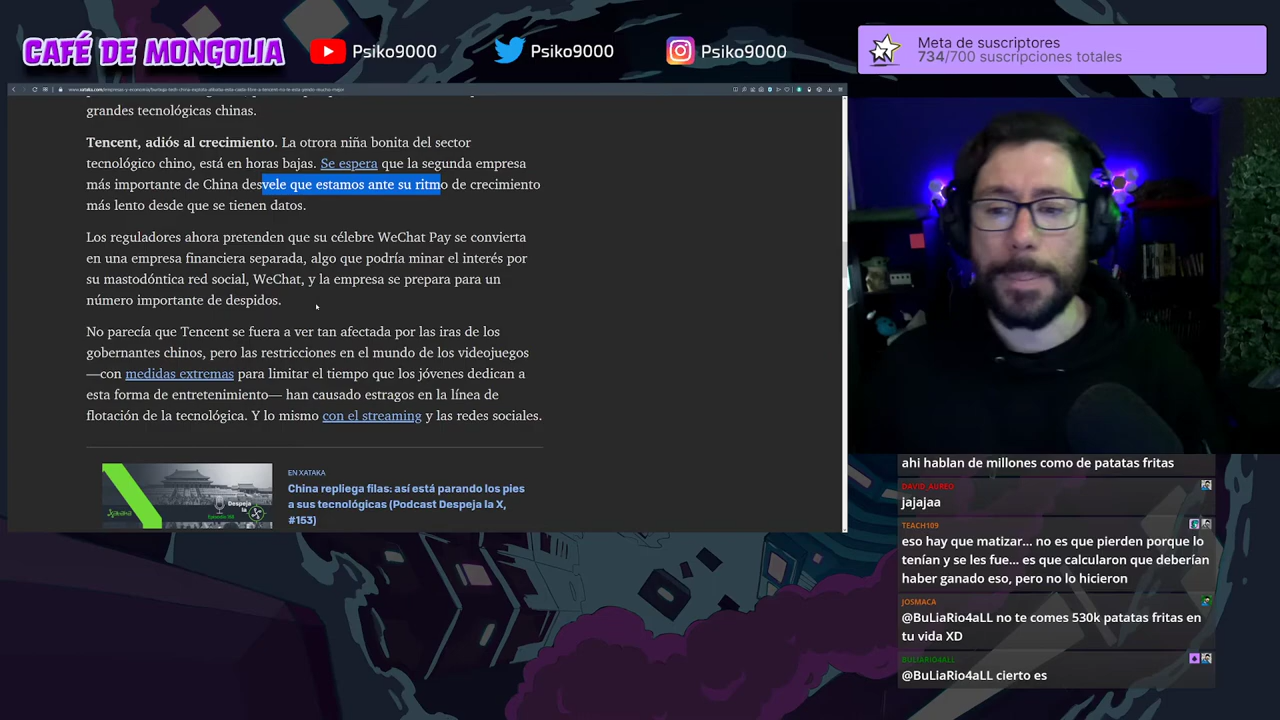 CAFÉ DE MONGOLIA
Psiko9000
Psiko9000
Psiko9000
Meta de suscriptores
734/700 suscripciones totales
grandes tecnológicas chinas.
Tencent, adiós al crecimiento. La otrora niña bonita del sector
tecnológico chino, está en horas bajas. Se espera que la segunda empresa
más importante de China desvele que estamos ante su ritmo de crecimiento
más lento desde que se tienen datos.
Los reguladores ahora pretenden que su célebre WeChat Pay se convierta
en una empresa financiera separada, algo que podría minar el interés por
su mastodóntica red social, WeChat, y la empresa se prepara para un
número importante de despidos.
No parecía que Tencent se fuera a ver tan afectada por las iras de los
gobernantes chinos, pero las restricciones en el mundo de los videojuegos
—con medidas extremas para limitar el tiempo que los jóvenes dedican a
esta forma de entretenimiento— han causado estragos en la línea de
flotación de la tecnológica. Y lo mismo con el streaming y las redes sociales.
Despeja
la
EN XATAKA
China repliega filas: así está parando los pies
a sus tecnológicas (Podcast Despeja la X,
#153)
ahi hablan de millones como de patatas fritas
DAVID_AUREO
jajajaa
TEACH109
eso hay que matizar... no es que pierden porque lo
tenían y se les fue... es que calcularon que deberían
haber ganado eso, pero no lo hicieron
JOSMACA
@BuLiaRio4aLL no te comes 530k patatas fritas en
tu vida XD
BULIARIO4ALL
@BuLiaRio4aLL cierto es